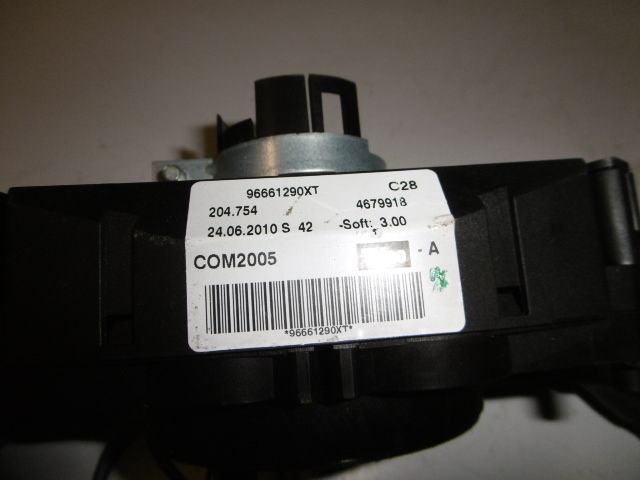 96661290XT C28
204.754 4679918
24.06.2010 S 42 -Soft: 3.00
COM2005 - A
*96661290XT*